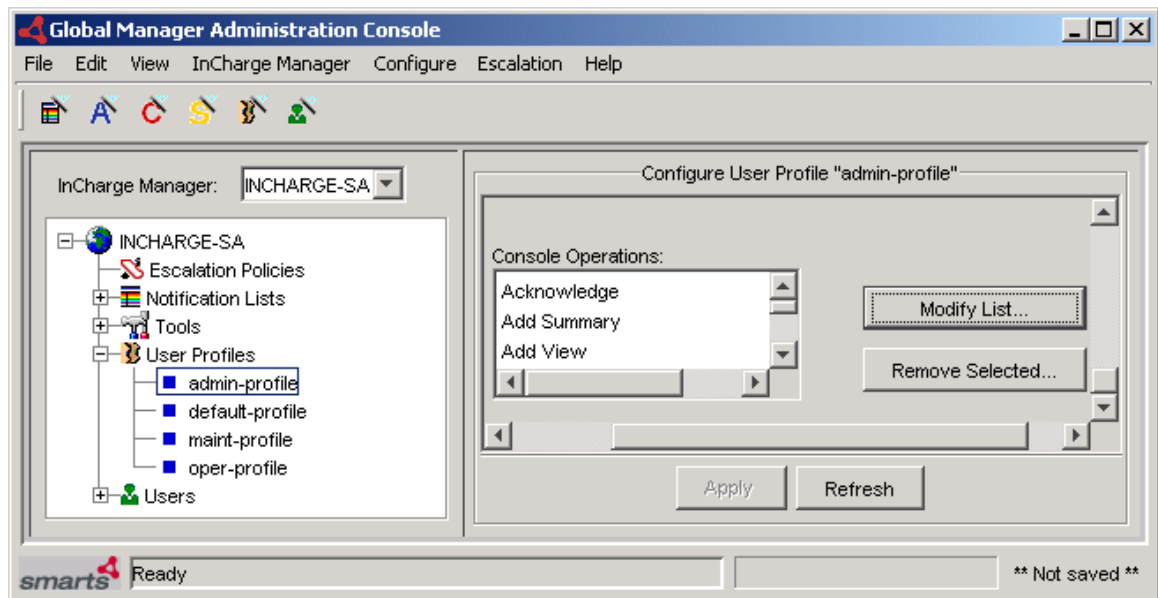 Global Manager Administration Console
File Edit View InCharge Manager Configure Escalation Help
A C S
InCharge Manager: INCHARGE-SA
INCHARGE-SA
Escalation Policies
Notification Lists
Tools
User Profiles
admin-profile
default-profile
maint-profile
oper-profile
Users
Configure User Profile "admin-profile"
Console Operations:
Acknowledge
Add Summary
Add View
Modify List...
Remove Selected...
Apply Refresh
smarts Ready ** Not saved **